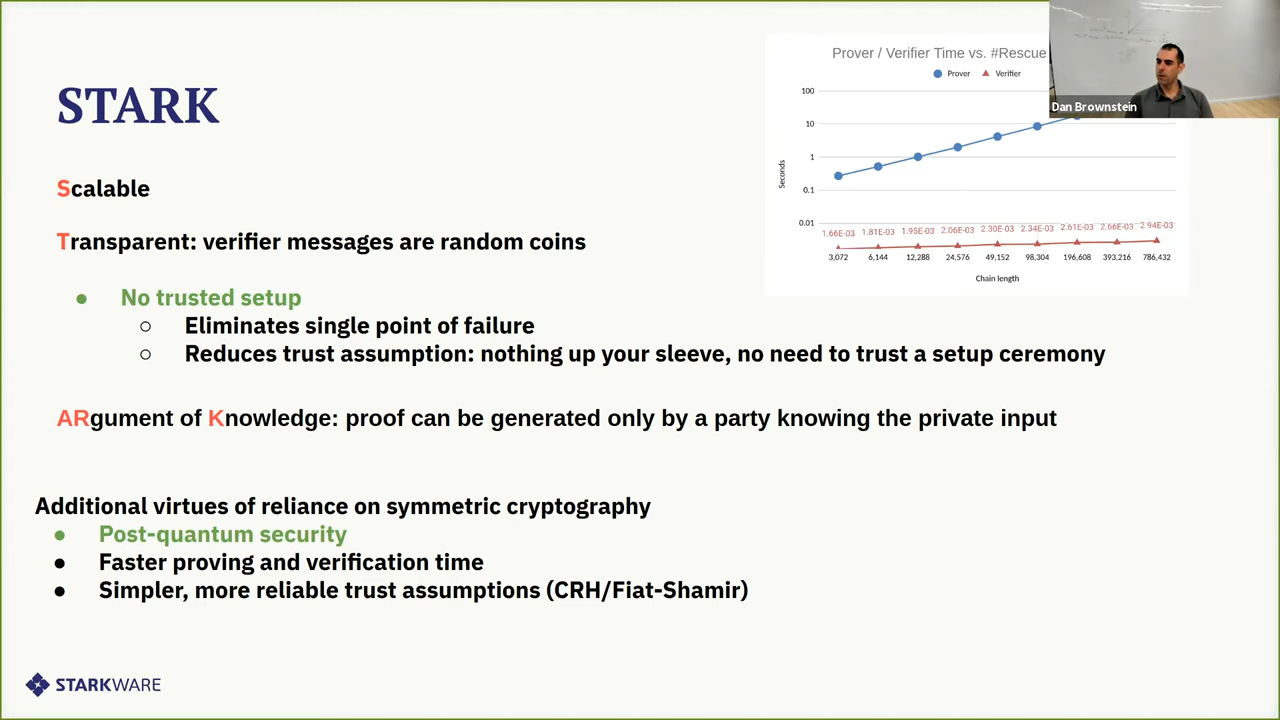 STARK
Scalable
Transparent: verifier messages are random coins
● No trusted setup
○ Eliminates single point of failure
○ Reduces trust assumption: nothing up your sleeve, no need to trust a setup ceremony
ARgument of Knowledge: proof can be generated only by a party knowing the private input
Additional virtues of reliance on symmetric cryptography
● Post-quantum security
● Faster proving and verification time
● Simpler, more reliable trust assumptions (CRH/Fiat-Shamir)
STARKWARE
Prover / Verifier Time vs. #Rescue
Prover Verifier
Seconds
100
10
1
0.1
0.01
1.66E-03 1.81E-03 1.95E-03 2.06E-03 2.30E-03 2.34E-03 2.61E-03 2.66E-03 2.94E-03
3,072 6,144 12,288 24,576 49,152 98,304 196,608 393,216 786,432
Chain length
Dan Brownstein